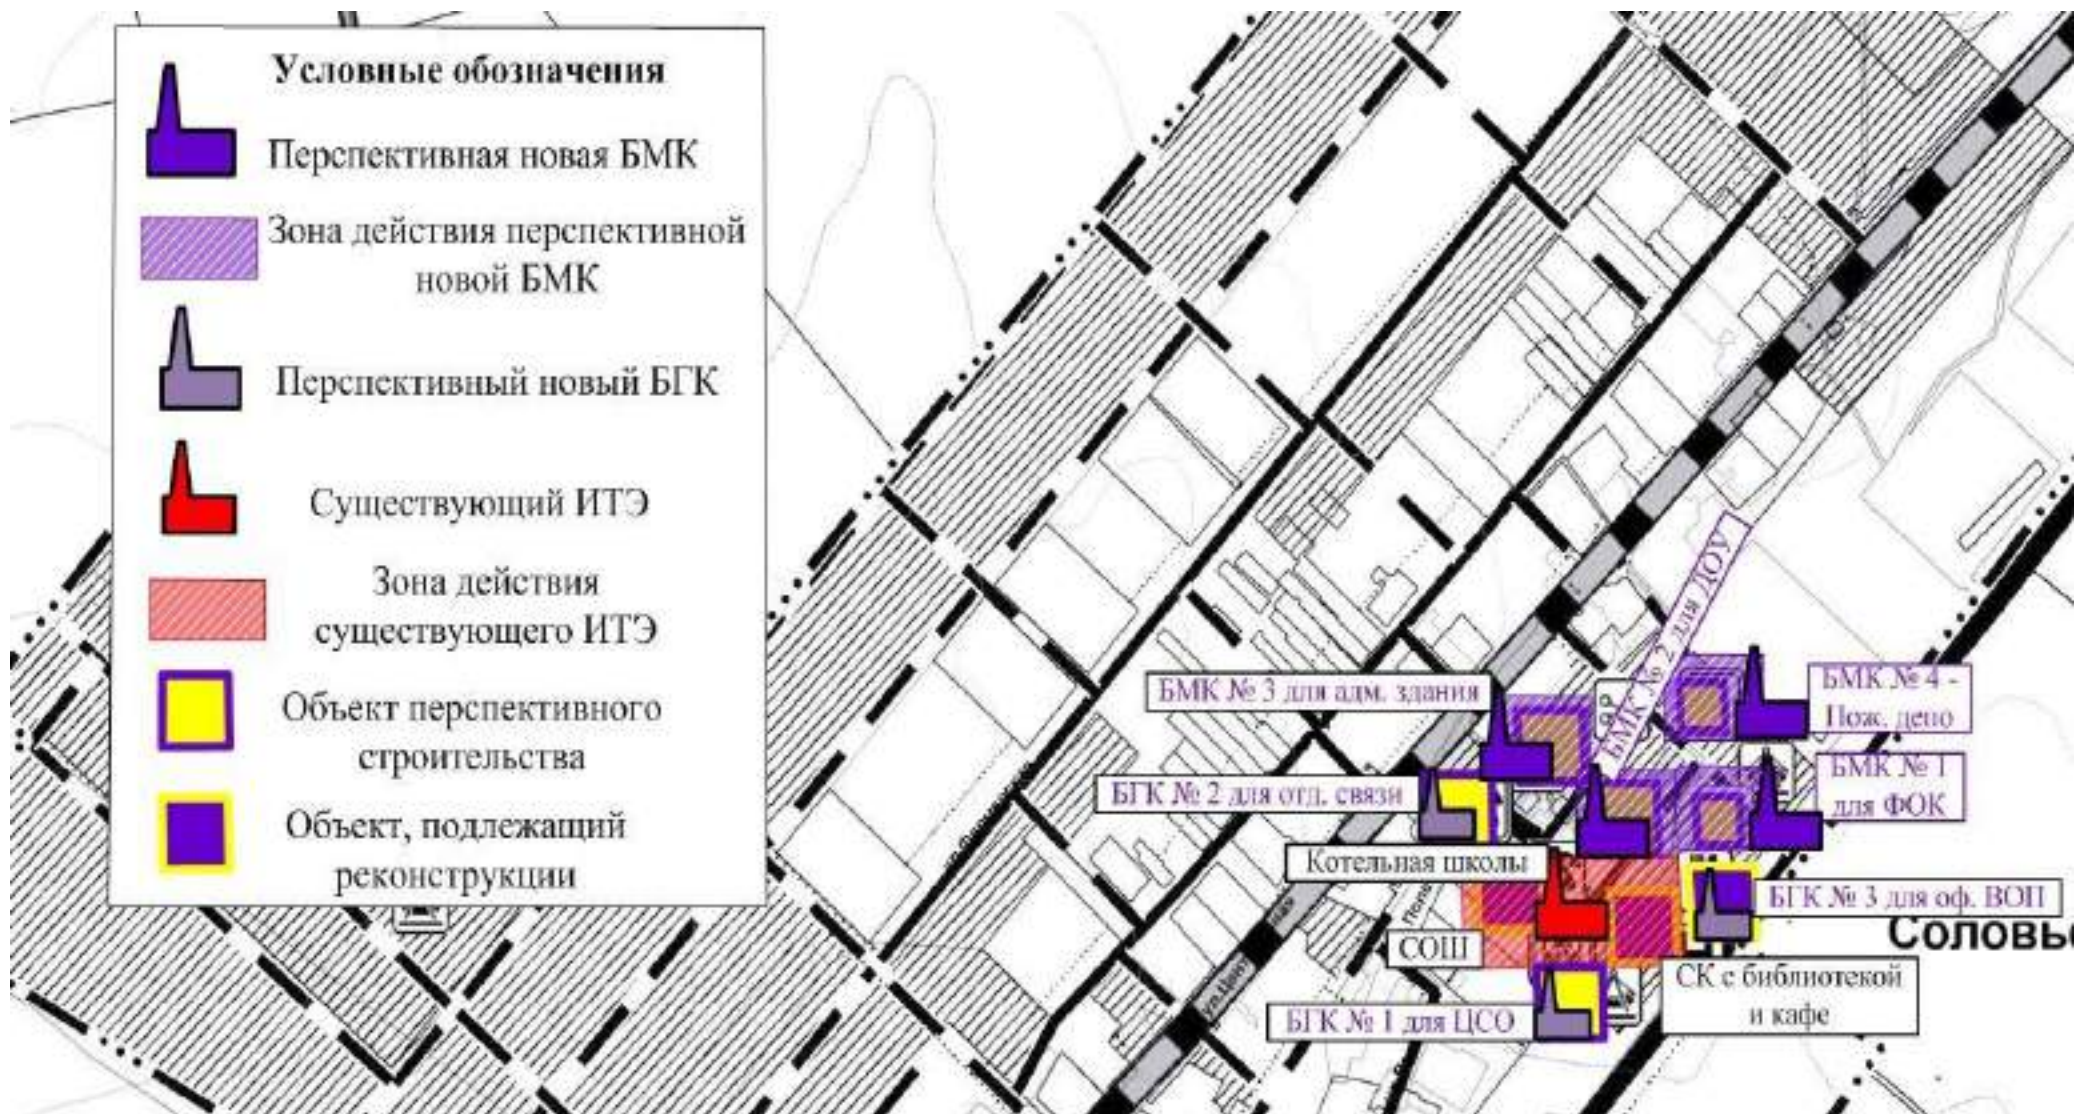 Условные обозначения
Перспективная новая БМК
Зона действия перспективной
новой БМК
Перспективный новый БГК
Существующий ИТЭ
Зона действия
существующего ИТЭ
Объект перспективного
строительства
Объект, подлежащий
реконструкции
БМК № 2 для ДОУ
БМК № 3 для адм. здания
БМК № 4 -
Пож. депо
БГК № 2 для отд. связи
БМК № 1
для ФОК
Котельная школы
БГК № 3 для оф. ВОП
Соловье
СОШ
СК с библиотекой
и кафе
БГК № 1 для ЦСО